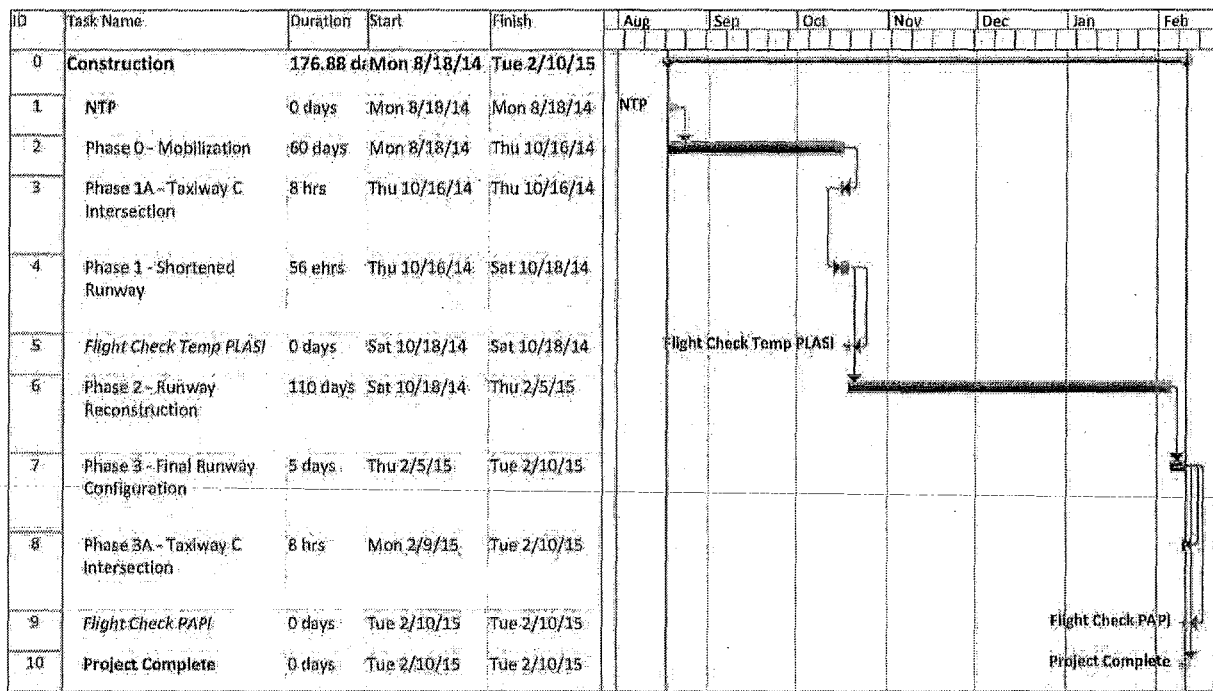 ID Task Name Duration Start Finish Aug Sep Oct Nov Dec Jan Feb
0 Construction 176.88 da Mon 8/18/14 Tue 2/10/15
1 NTP 0 days Mon 8/18/14 Mon 8/18/14 NTP
2 Phase 0 - Mobilization 60 days Mon 8/18/14 Thu 10/16/14
3 Phase 1A - Taxiway C 8 hrs Thu 10/16/14 Thu 10/16/14
Intersection
4 Phase 1 - Shortened 56 ehrs Thu 10/16/14 Sat 10/18/14
Runway
5 Flight Check Temp PLASI 0 days Sat 10/18/14 Sat 10/18/14 Flight Check Temp PLASI
6 Phase 2 - Runway 110 days Sat 10/18/14 Thu 2/5/15
Reconstruction
7 Phase 3 - Final Runway 5 days Thu 2/5/15 Tue 2/10/15
Configuration
8 Phase 3A - Taxiway C 8 hrs Mon 2/9/15 Tue 2/10/15
Intersection
9 Flight Check PAPI 0 days Tue 2/10/15 Tue 2/10/15 Flight Check PAPI
10 Project Complete 0 days Tue 2/10/15 Tue 2/10/15 Project Complete